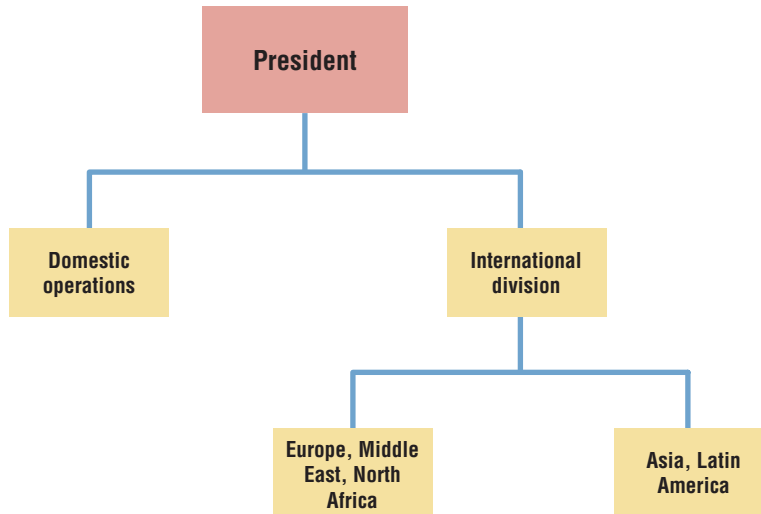 President
Domestic
operations
International
division
Europe, Middle
East, North
Africa
Asia, Latin
America